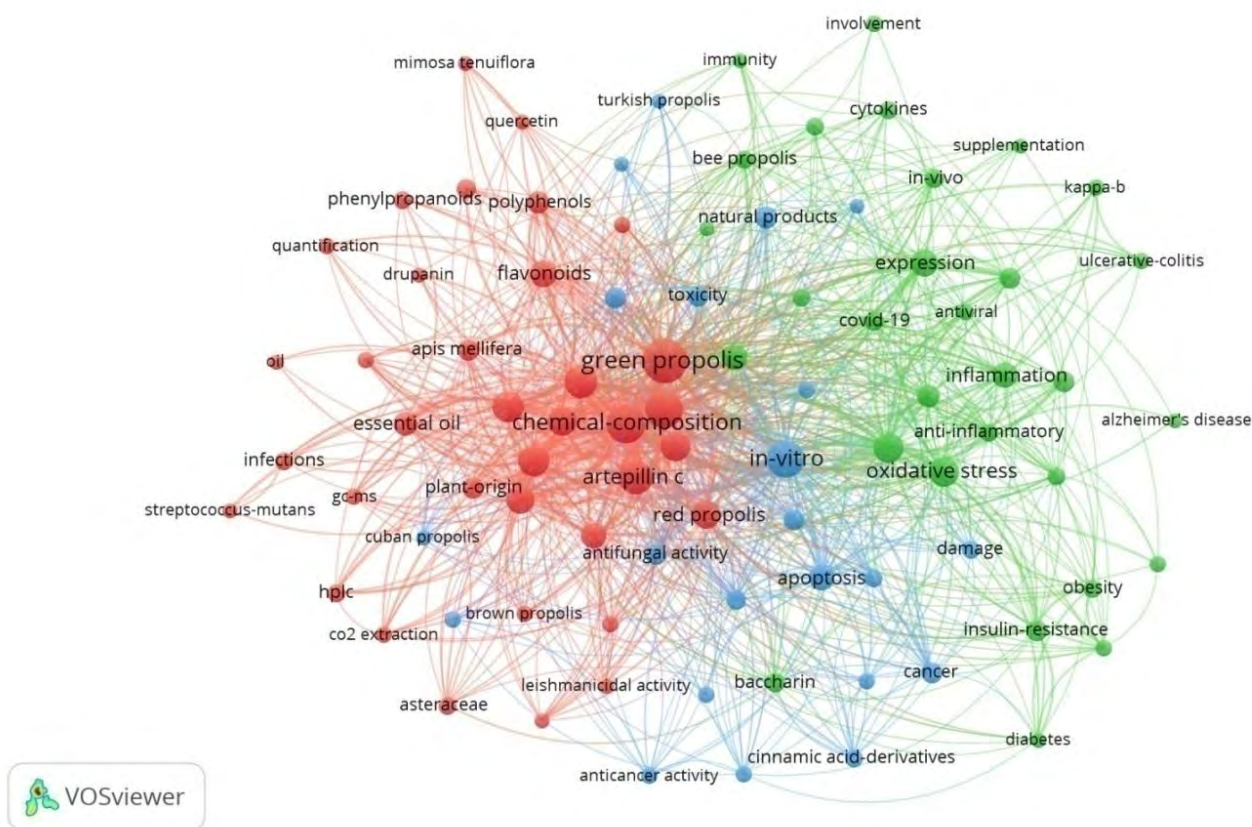 involvement
mimosa tenuiflora
immunity
turkish propolis
cytokines
quercetin
supplementation
bee propolis
in-vivo
kappa-b
phenylpropanoids
polyphenols
natural products
quantification
ulcerative-colitis
expression
drupanin
flavonoids
toxicity
antiviral
covid-19
apis mellifera
green propolis
oil
inflammation
alzheimer's disease
essential oil
chemical-composition
anti-inflammatory
infections
in-vitro
oxidative stress
artepillin c
plant-origin
gc-ms
streptococcus-mutans
red propolis
cuban propolis
antifungal activity
damage
apoptosis
obesity
hplc
brown propolis
insulin-resistance
co2 extraction
cancer
baccharin
leishmanicidal activity
asteraceae
diabetes
cinnamic acid-derivatives
anticancer activity
VOSviewer